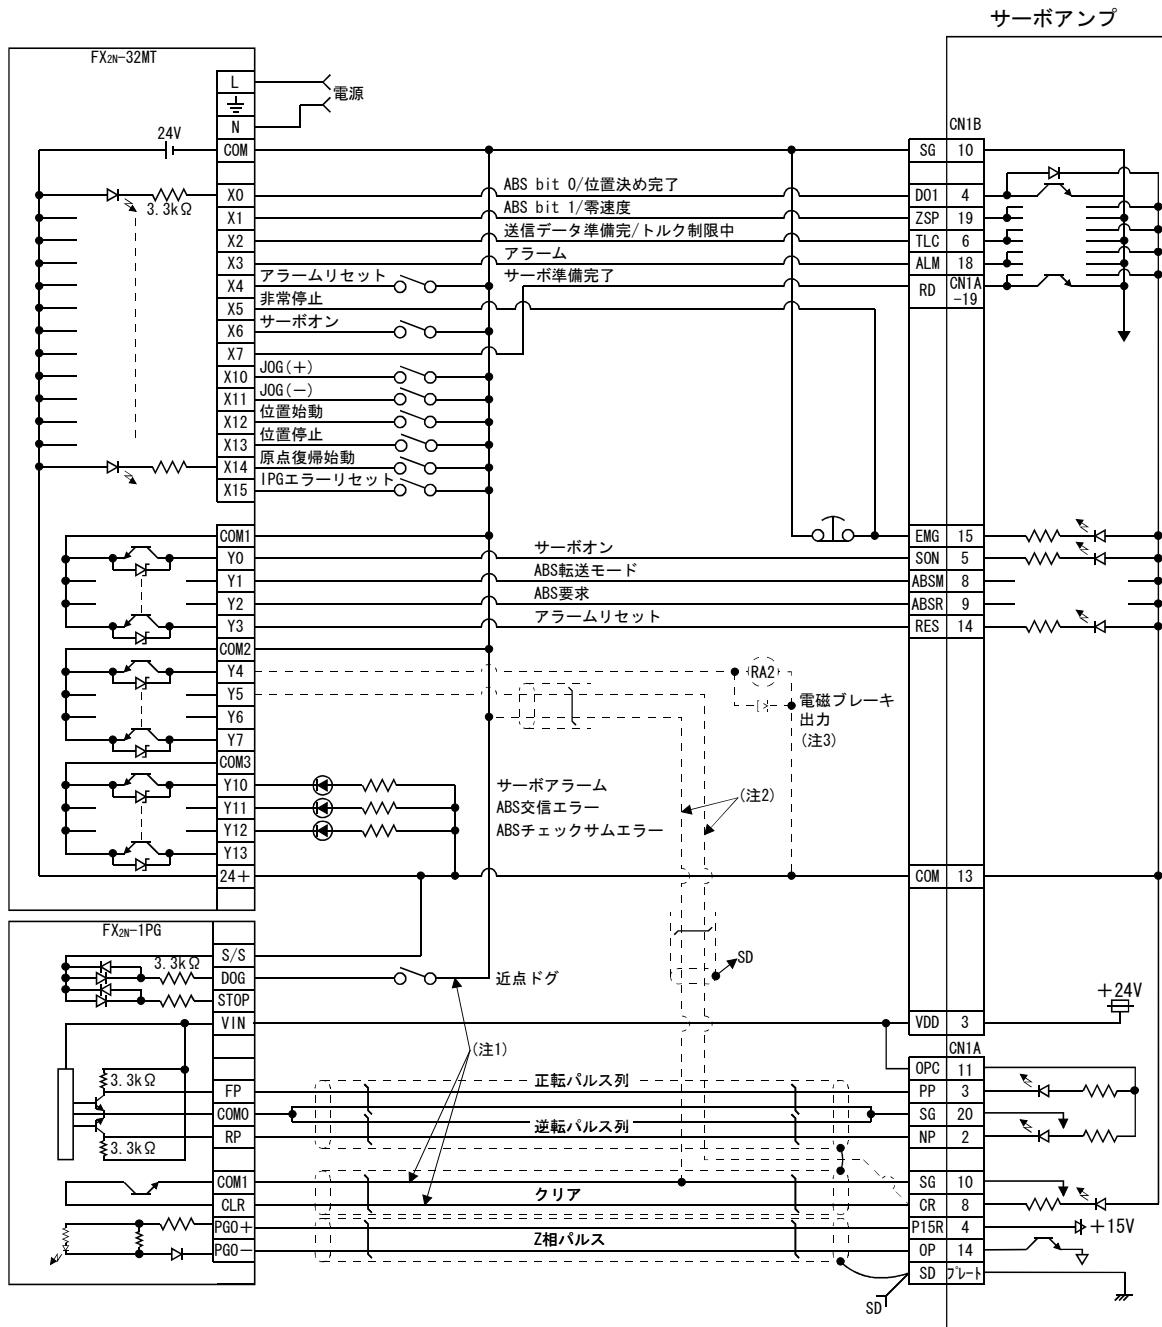 サーボアンプ
FX2N-32MT
L
電源
N
CN1B
24V
COM
SG 10
3.3kΩ
X0
ABS bit 0/位置決め完了
DO1 4
X1
ABS bit 1/零速度
ZSP 19
X2
送信データ準備完/トルク制限中
TLC 6
X3
アラーム
ALM 18
X4
アラームリセット
サーボ準備完了
RD CN1A
-19
X5
非常停止
X6
サーボオン
X7
X10
JOG(+)
X11
JOG(−)
X12
位置始動
X13
位置停止
X14
原点復帰始動
X15
IPGエラーリセット
COM1
EMG 15
Y0
サーボオン
SON 5
Y1
ABS転送モード
ABSM 8
Y2
ABS要求
ABSR 9
Y3
アラームリセット
RES 14
COM2
Y4
RA2
Y5
電磁ブレーキ
出力
(注3)
Y6
Y7
COM3
Y10
サーボアラーム
Y11
ABS交信エラー
(注2)
Y12
ABSチェックサムエラー
Y13
24+
COM 13
FX2N-1PG
S/S
3.3kΩ
DOG
近点ドグ
SD
STOP
+24V
VIN
VDD 3
(注1)
CN1A
OPC 11
3.3kΩ
FP
正転パルス列
PP 3
COM0
SG 20
逆転パルス列
RP
NP 2
3.3kΩ
COM1
SG 10
クリア
CLR
CR 8
PG0+
P15R 4
+15V
Z相パルス
PG0−
OP 14
SD プレート
SD